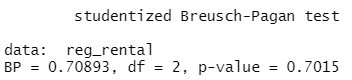 studentized Breusch-Pagan test
data:  reg_rental
BP = 0.70893, df = 2, p-value = 0.7015